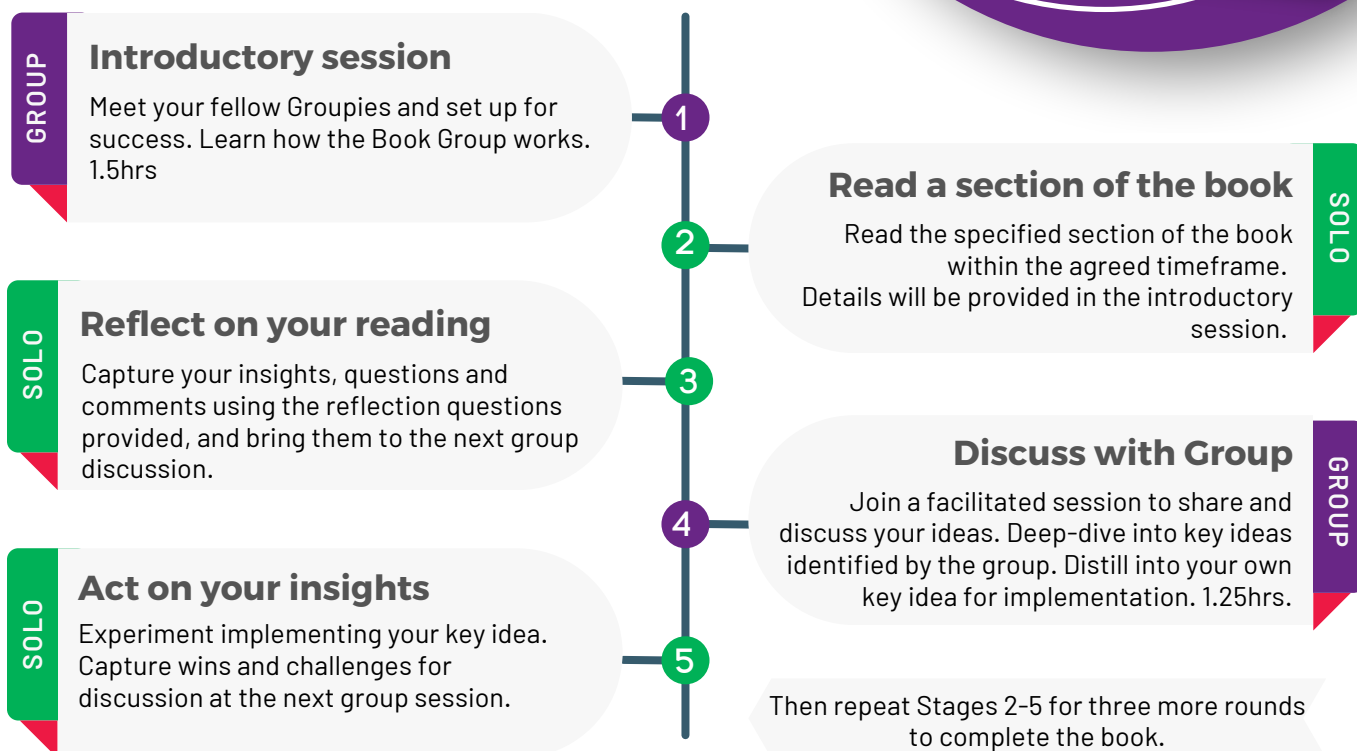 GROUP
Introductory session
Meet your fellow Groupies and set up for
success. Learn how the Book Group works.
1.5hrs
1
SOLO
Read a section of the book
Read the specified section of the book
within the agreed timeframe.
Details will be provided in the introductory
session.
2
SOLO
Reflect on your reading
Capture your insights, questions and
comments using the reflection questions
provided, and bring them to the next group
discussion.
3
GROUP
Discuss with Group
Join a facilitated session to share and
discuss your ideas. Deep-dive into key ideas
identified by the group. Distill into your own
key idea for implementation. 1.25hrs.
4
SOLO
Act on your insights
Experiment implementing your key idea.
Capture wins and challenges for
discussion at the next group session.
5
Then repeat Stages 2-5 for three more rounds
to complete the book.